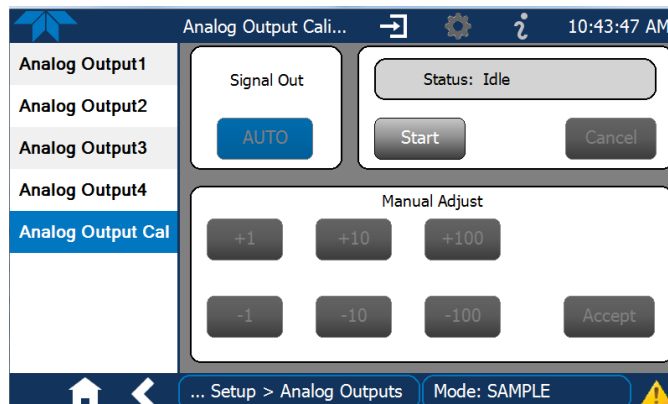 Analog Output Cali... 10:43:47 AM
Analog Output1
Analog Output2
Analog Output3
Analog Output4
Analog Output Cal
Signal Out
AUTO
Status: Idle
Start Cancel
Manual Adjust
+1 +10 +100
-1 -10 -100 Accept
... Setup > Analog Outputs Mode: SAMPLE